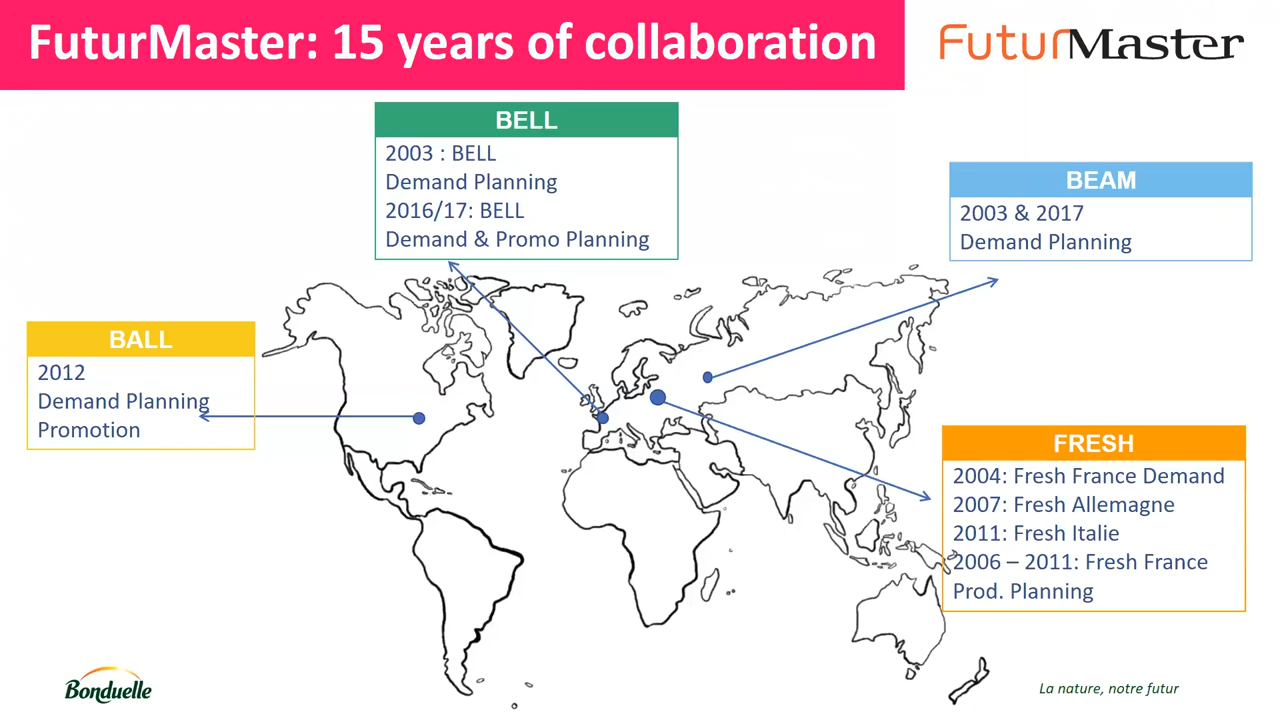 FuturMaster: 15 years of collaboration
FuturMaster
BELL
2003 : BELL
Demand Planning
2016/17: BELL
Demand & Promo Planning
BEAM
2003 & 2017
Demand Planning
BALL
2012
Demand Planning
Promotion
FRESH
2004: Fresh France Demand
2007: Fresh Allemagne
2011: Fresh Italie
2006 – 2011: Fresh France
Prod. Planning
Bonduelle
La nature, notre futur